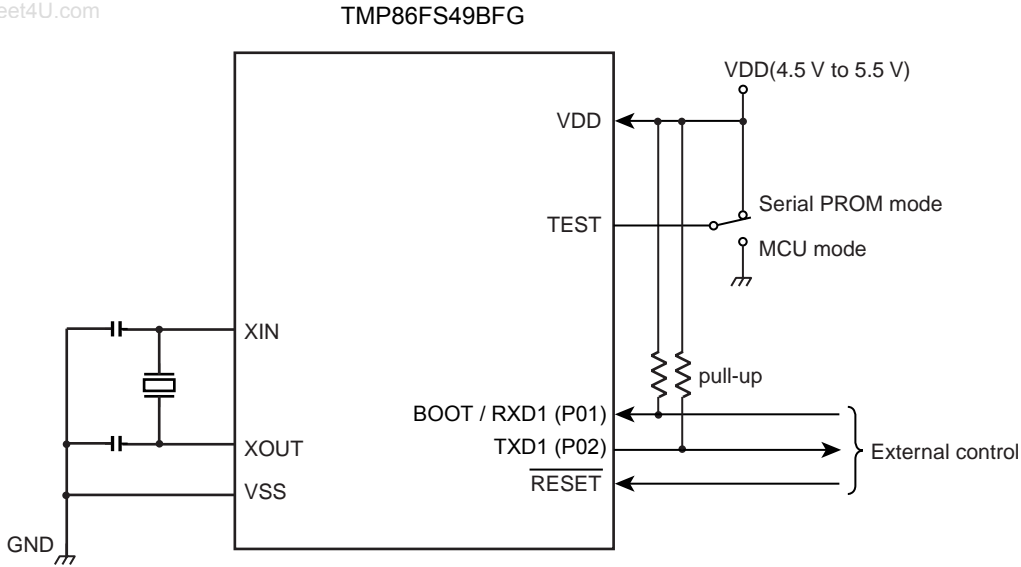 eet4U.com
TMP86FS49BFG
VDD(4.5 V to 5.5 V)
VDD
Serial PROM mode
TEST
MCU mode
XIN
pull-up
BOOT / RXD1 (P01)
XOUT
TXD1 (P02)
External control
RESET
VSS
GND